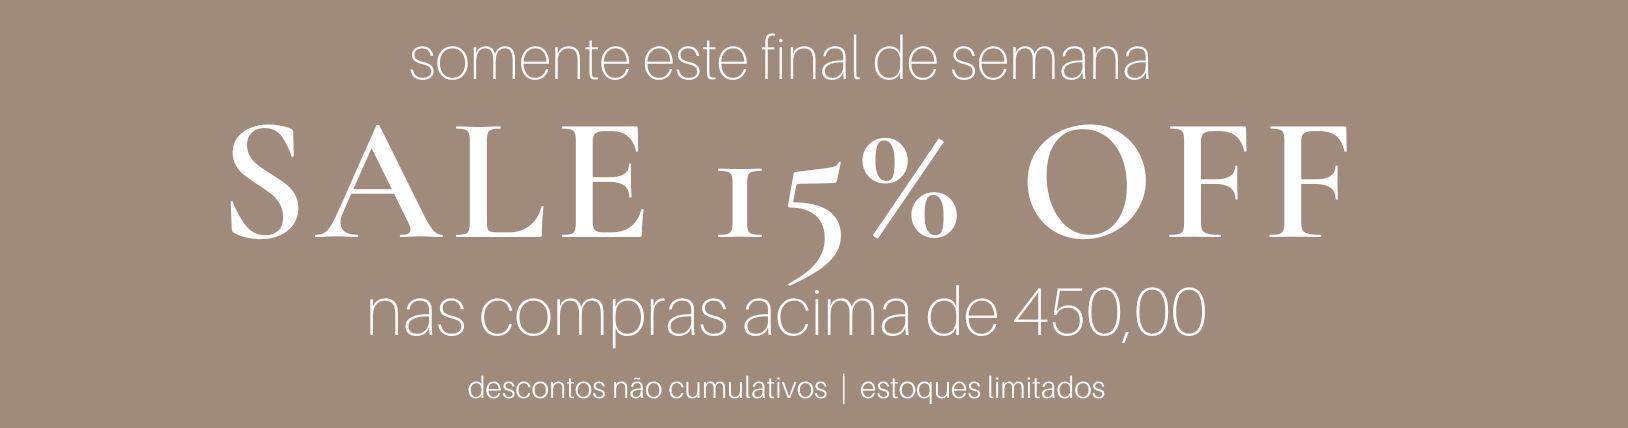 somente este final de semana
SALE 15% OFF
nas compras acima de 450,00
descontos não cumulativos | estoques limitados